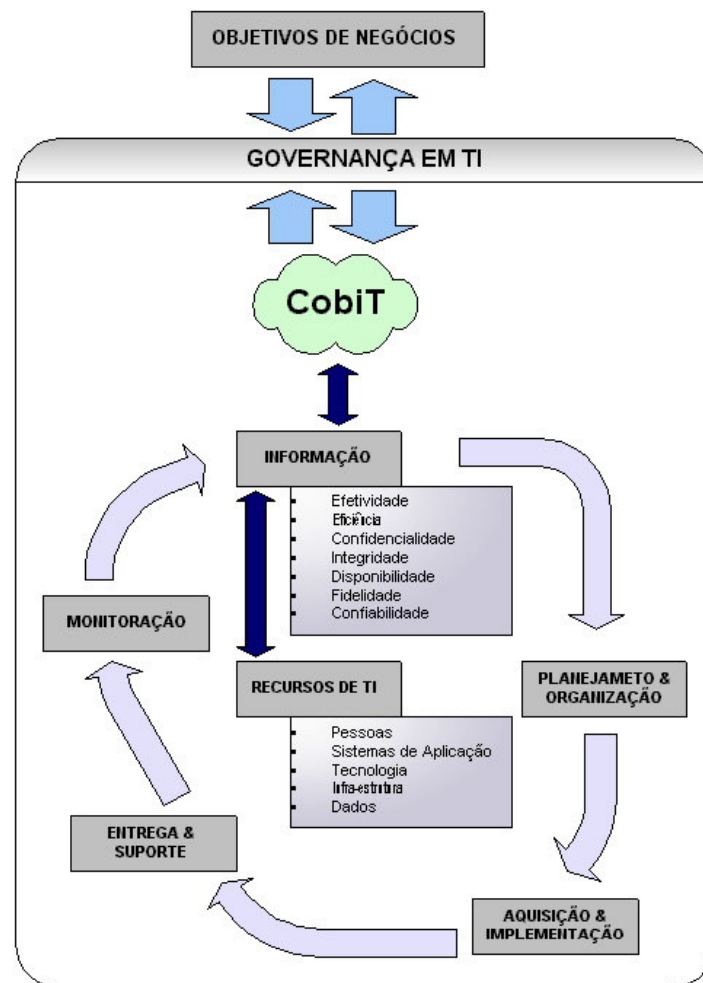 OBJETIVOS DE NEGÓCIOS
GOVERNANÇA EM TI
CobiT
INFORMAÇÃO
Efetividade
Eficiência
Confidencialidade
Integridade
Disponibilidade
Fidelidade
Confiabilidade
MONITORAÇÃO
RECURSOS DE TI
PLANEJAMETO &
ORGANIZAÇÃO
Pessoas
Sistemas de Aplicação
Tecnologia
Infra-estrutura
Dados
ENTREGA &
SUPORTE
AQUISIÇÃO &
IMPLEMENTAÇÃO